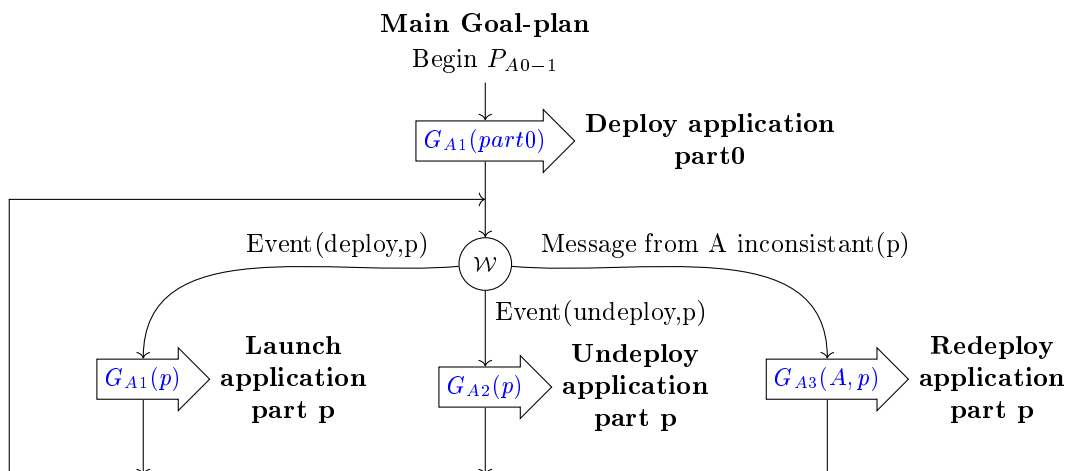 Main Goal-plan
Begin P_{A0-1}
G_{A1}(part0)
Deploy application
part0
Event(deploy,p)
W
Message from A inconsistant(p)
Event(undeploy,p)
G_{A1}(p)
Launch
application
part p
G_{A2}(p)
Undeploy
application
part p
G_{A3}(A, p)
Redeploy
application
part p